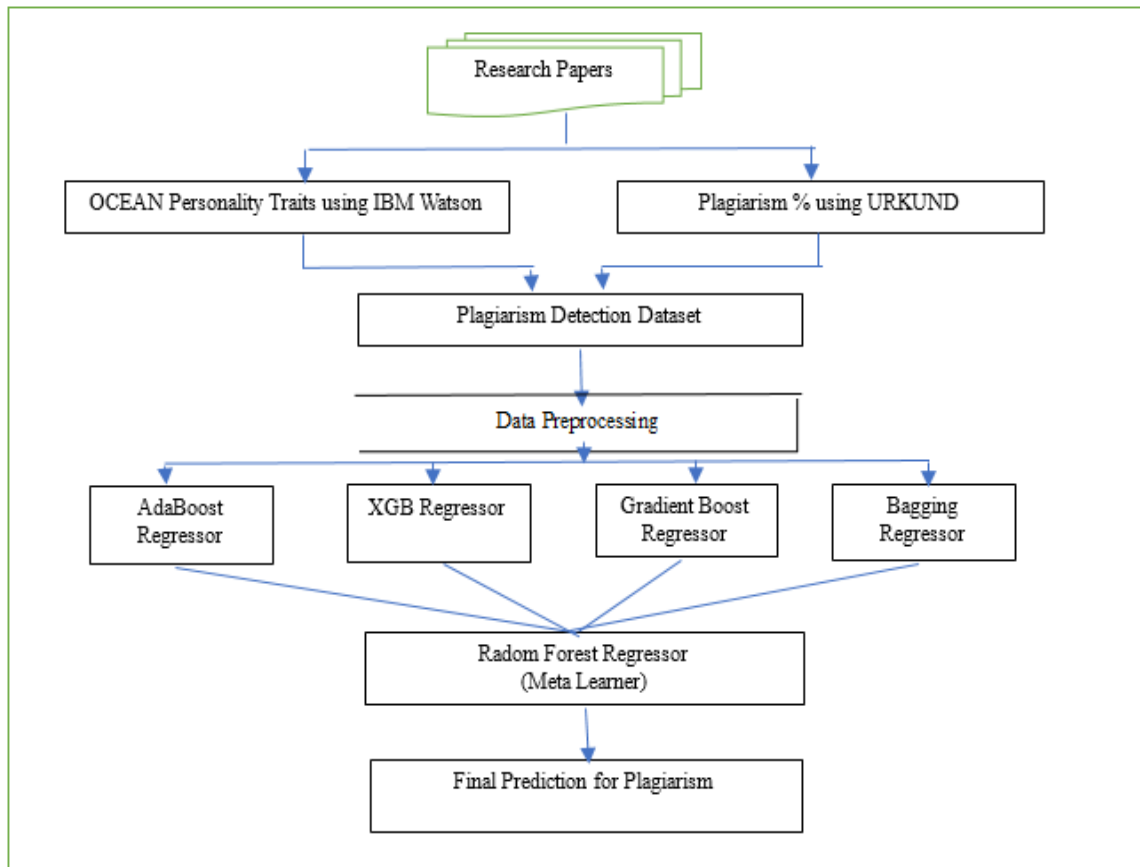 Research Papers
OCEAN Personality Traits using IBM Watson
Plagiarism % using URKUND
Plagiarism Detection Dataset
Data Preprocessing
AdaBoost
Regressor
XGB Regressor
Gradient Boost
Regressor
Bagging
Regressor
Radom Forest Regressor
(Meta Learner)
Final Prediction for Plagiarism